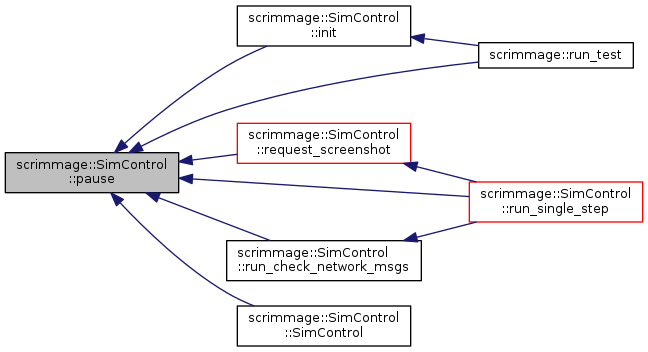 scrimmage::SimControl
::init
scrimmage::run_test
scrimmage::SimControl
::request_screenshot
scrimmage::SimControl
::pause
scrimmage::SimControl
::run_single_step
scrimmage::SimControl
::run_check_network_msgs
scrimmage::SimControl
::SimControl